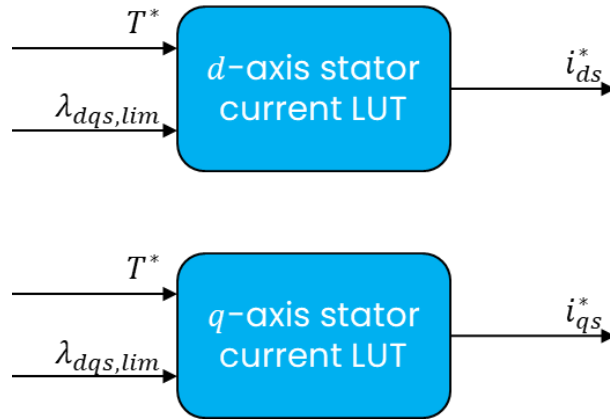 T*
d-axis stator
current LUT
i*ds
λdqs,lim
T*
q-axis stator
current LUT
i*qs
λdqs,lim